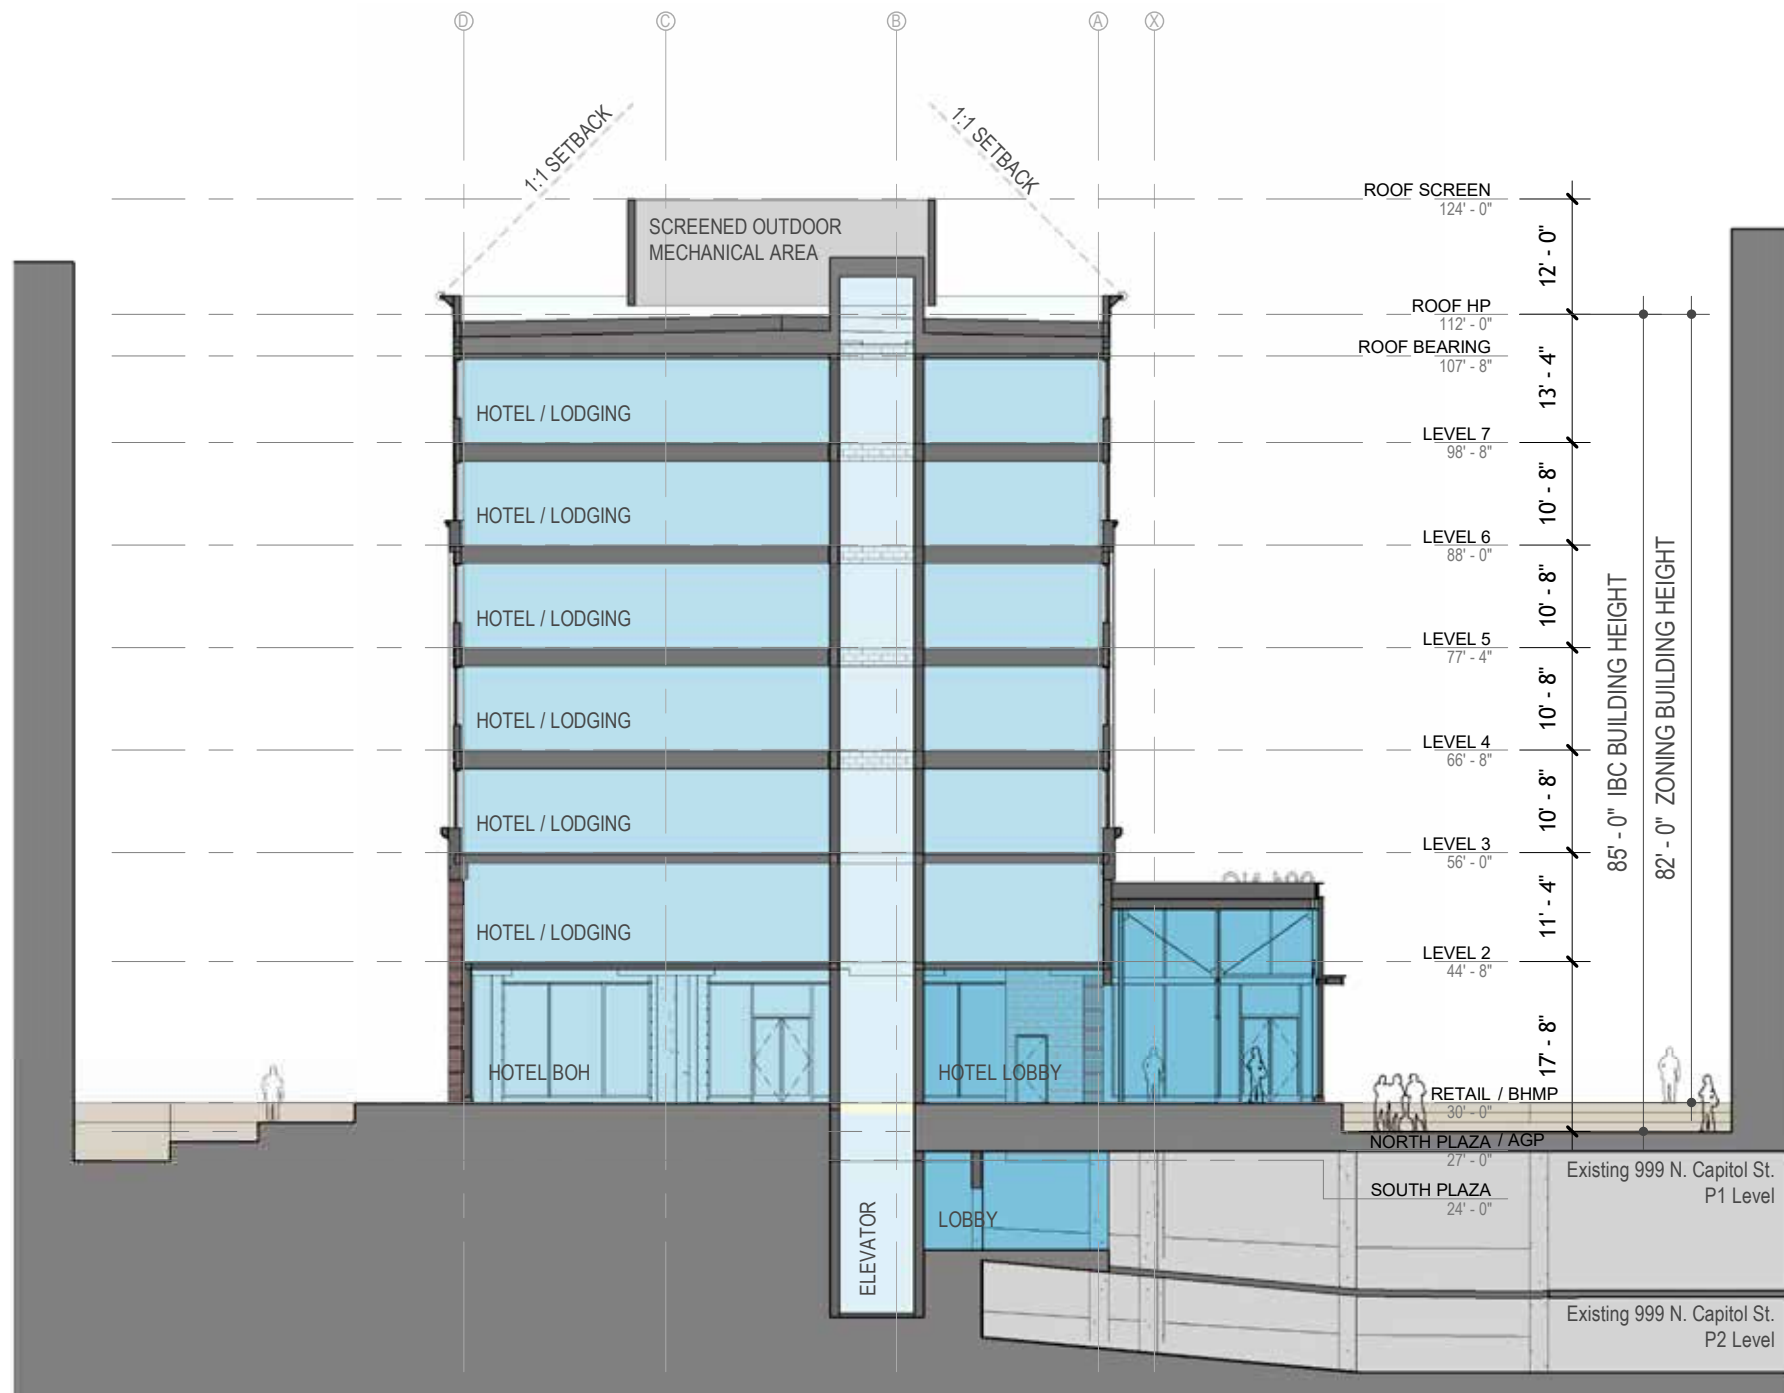 D
C
B
A
X
1:1 SETBACK
1:1 SETBACK
ROOF SCREEN
124' - 0"
SCREENED OUTDOOR
MECHANICAL AREA
12' - 0"
ROOF HP
112' - 0"
ROOF BEARING
107' - 8"
13' - 4"
HOTEL / LODGING
LEVEL 7
98' - 8"
10' - 8"
HOTEL / LODGING
LEVEL 6
88' - 0"
10' - 8"
HOTEL / LODGING
LEVEL 5
77' - 4"
10' - 8"
HOTEL / LODGING
LEVEL 4
66' - 8"
10' - 8"
HOTEL / LODGING
LEVEL 3
56' - 0"
11' - 4"
HOTEL / LODGING
LEVEL 2
44' - 8"
17' - 8"
85' - 0" IBC BUILDING HEIGHT
82' - 0" ZONING BUILDING HEIGHT
HOTEL BOH
HOTEL LOBBY
RETAIL / BHMP
30' - 0"
NORTH PLAZA / AGP
27' - 0"
SOUTH PLAZA
24' - 0"
Existing 999 N. Capitol St.
P1 Level
LOBBY
ELEVATOR
Existing 999 N. Capitol St.
P2 Level